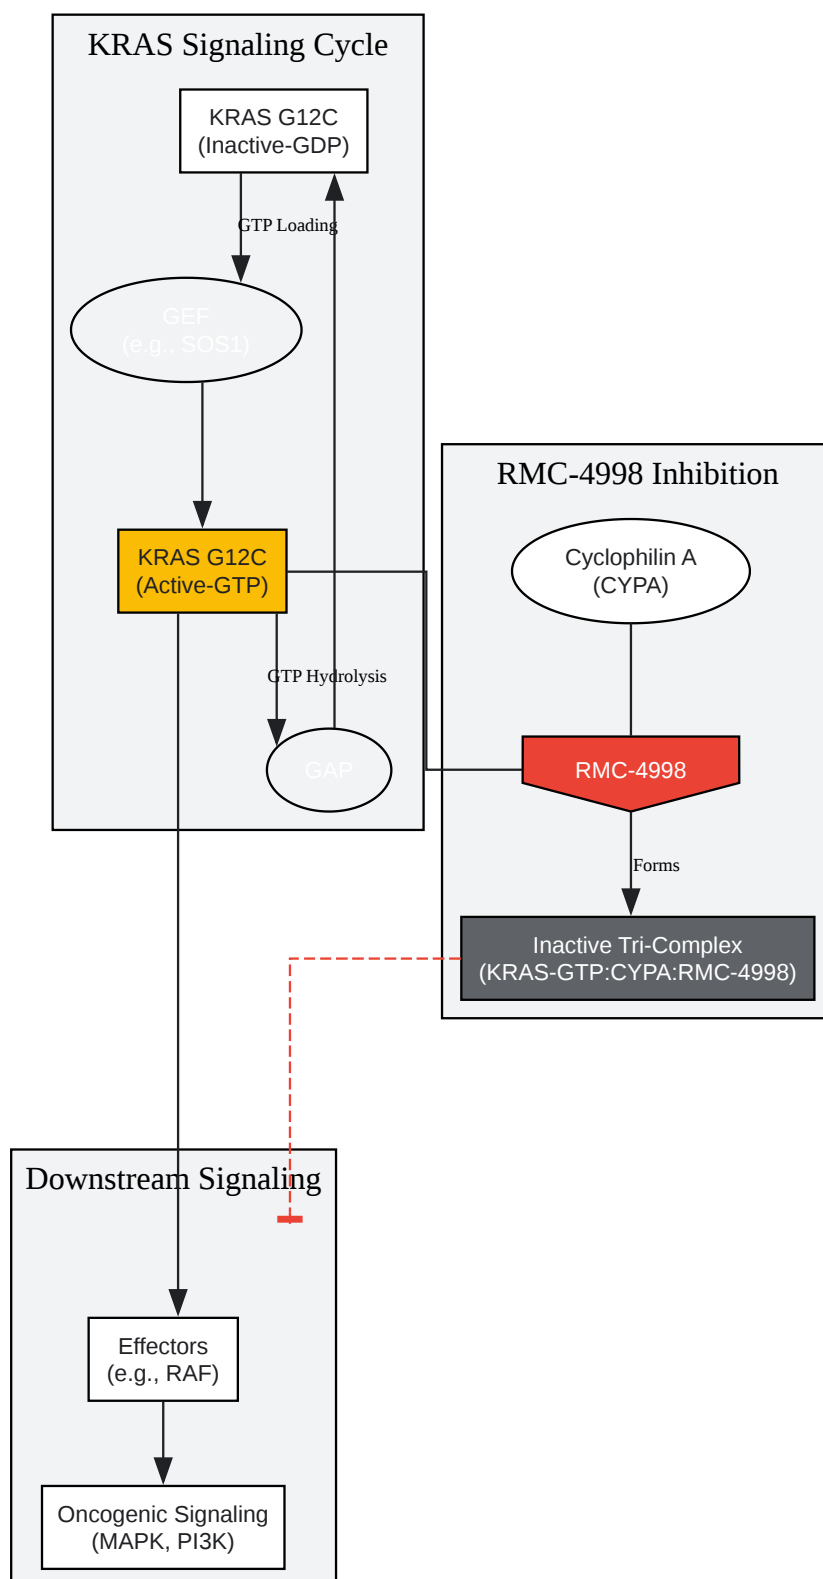 KRAS Signaling Cycle
KRAS G12C
(Inactive-GDP)
GTP Loading
GEF
(e.g., SOS1)
KRAS G12C
(Active-GTP)
GTP Hydrolysis
GAP
RMC-4998 Inhibition
Cyclophilin A
(CYPA)
RMC-4998
Forms
Inactive Tri-Complex
(KRAS-GTP:CYPA:RMC-4998)
Downstream Signaling
Effectors
(e.g., RAF)
Oncogenic Signaling
(MAPK, PI3K)